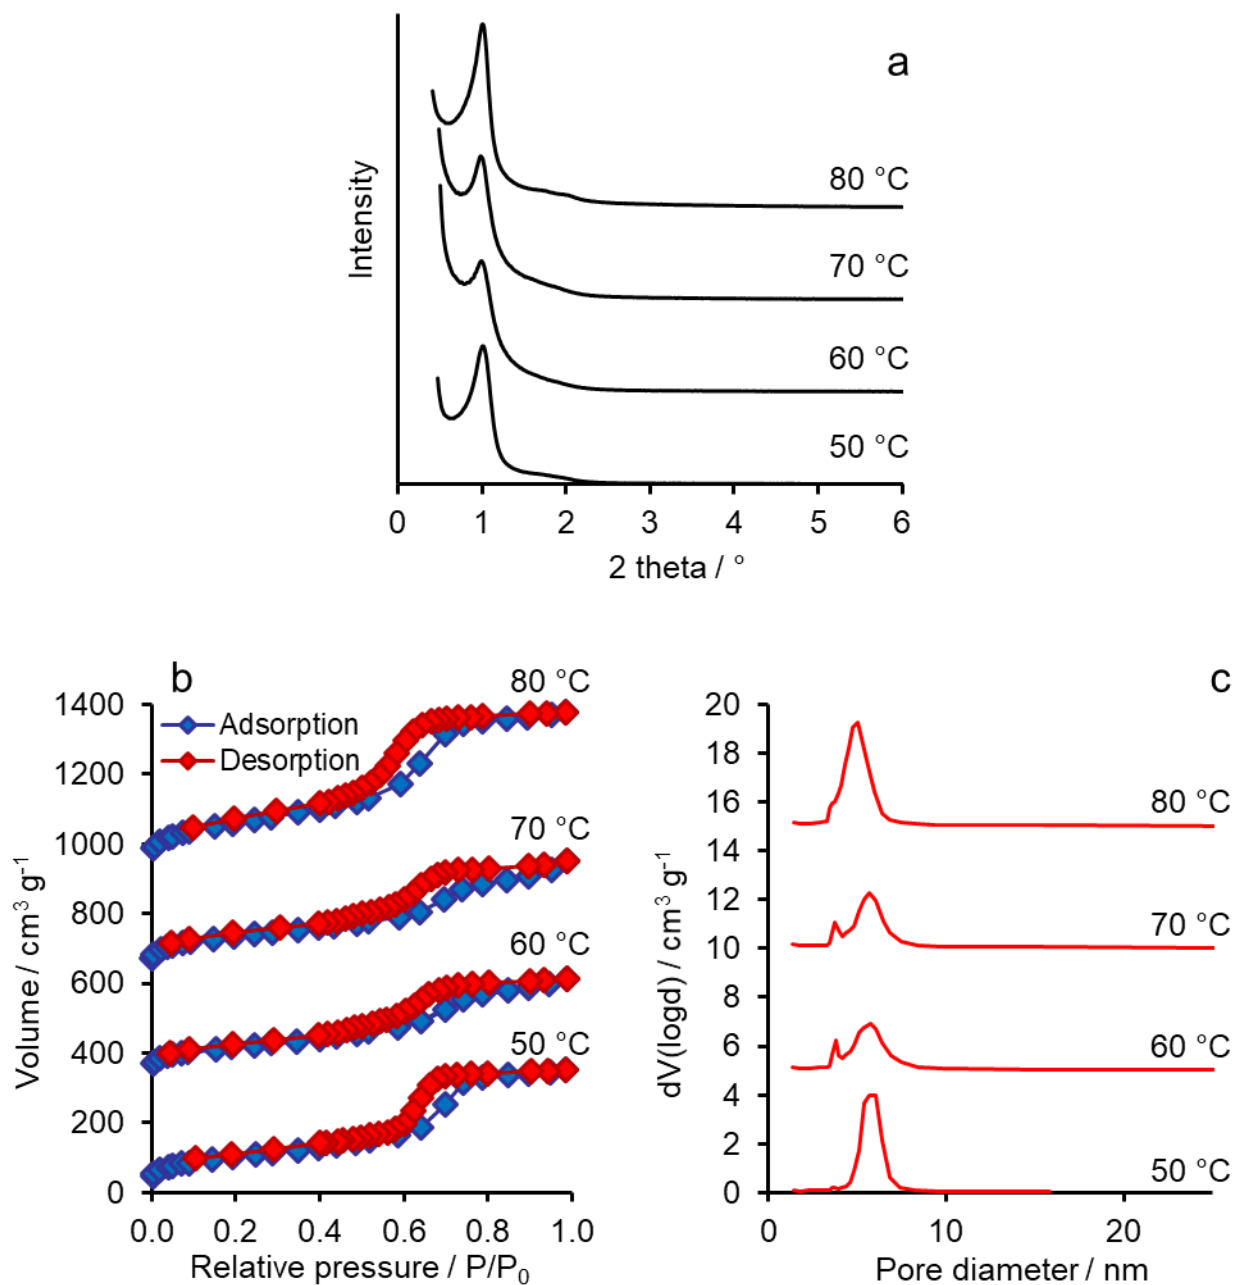 a
Intensity
80 °C
70 °C
60 °C
50 °C
0 1 2 3 4 5 6
2 theta / °
b
80 °C
Adsorption
Desorption
70 °C
60 °C
50 °C
1400
1200
1000
800
600
400
200
0
Volume / cm³ g⁻¹
0.0 0.2 0.4 0.6 0.8 1.0
Relative pressure / P/P₀
c
20
18
16
14
12
10
8
6
4
2
0
dV(logd) / cm³ g⁻¹
80 °C
70 °C
60 °C
50 °C
0 10 20
Pore diameter / nm